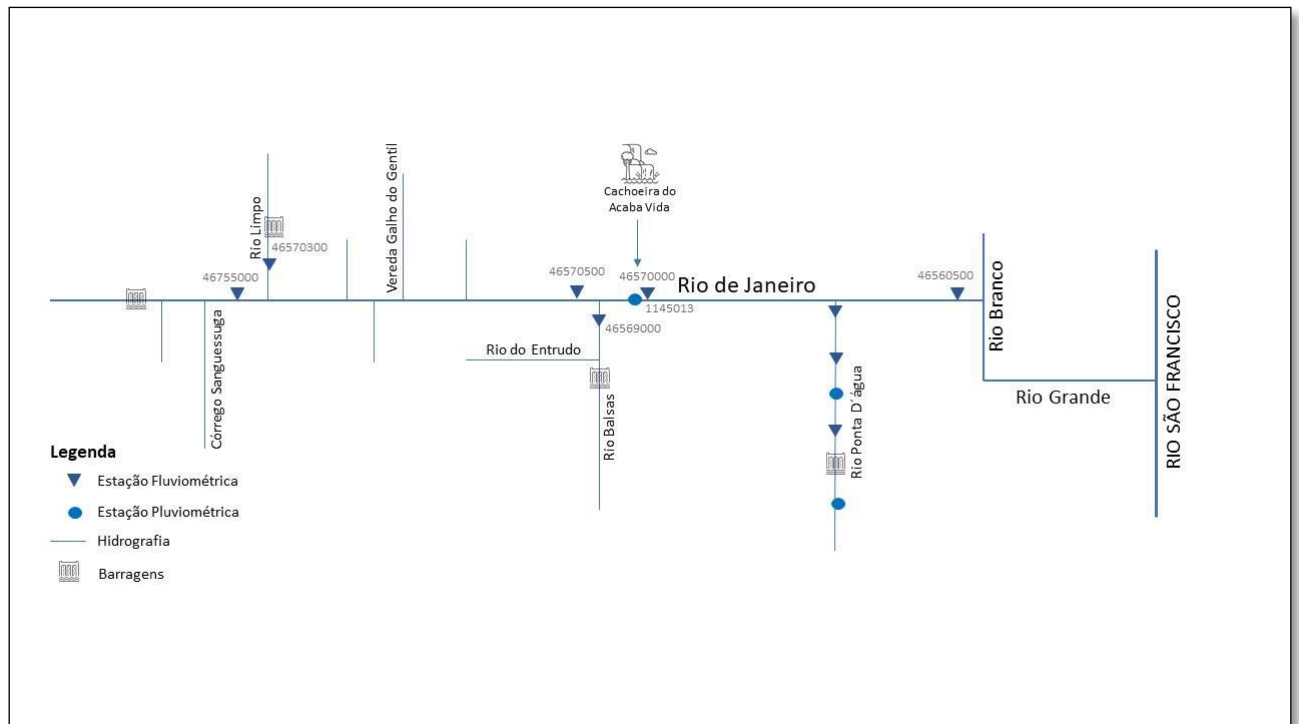 Cachoeira do
Acaba Vida
Rio Limpo
46570300
Vereda Galho do Gentil
46755000
46570500
46570000
Rio de Janeiro
46560500
1145013
46569000
Rio Branco
Córrego Sanguessuga
Rio do Entrudo
Rio Balsas
Rio Ponta D´água
Rio Grande
RIO SÃO FRANCISCO
Legenda
Estação Fluviométrica
Estação Pluviométrica
Hidrografia
Barragens